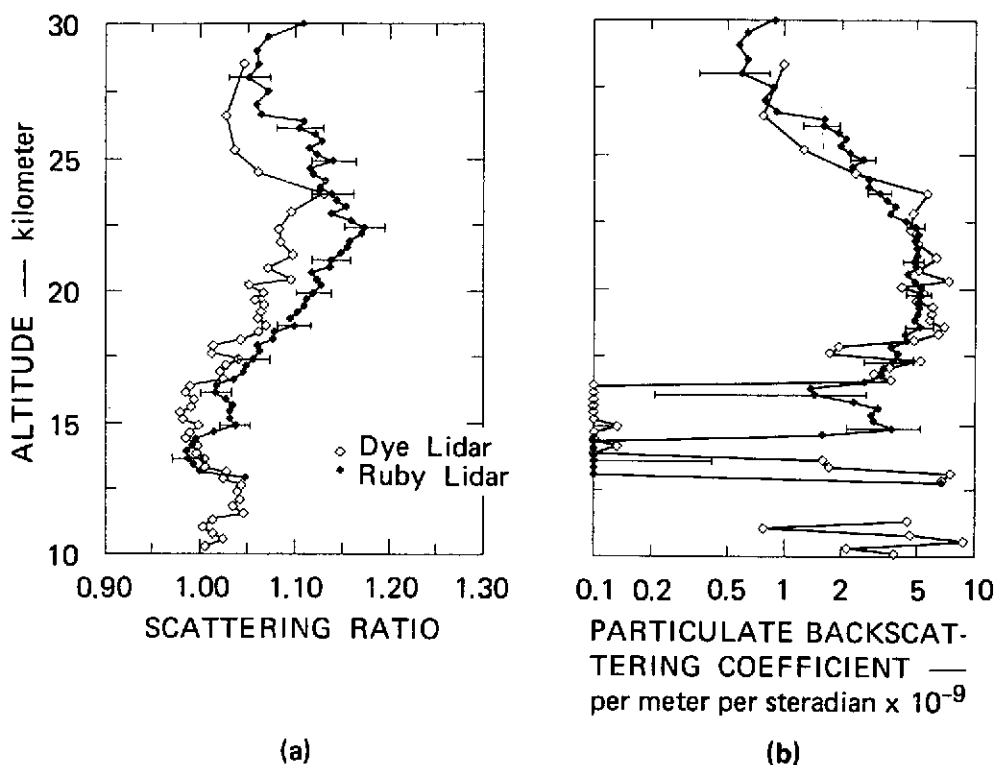 ALTITUDE — kilometer
30
25
20
15
10
0.90 1.00 1.10 1.20 1.30
SCATTERING RATIO
◇ Dye Lidar
◆ Ruby Lidar
(a)
0.1 0.2 0.5 1 2 5 10
PARTICULATE BACKSCAT-
TERING COEFFICIENT —
per meter per steradian x 10⁻⁹
(b)